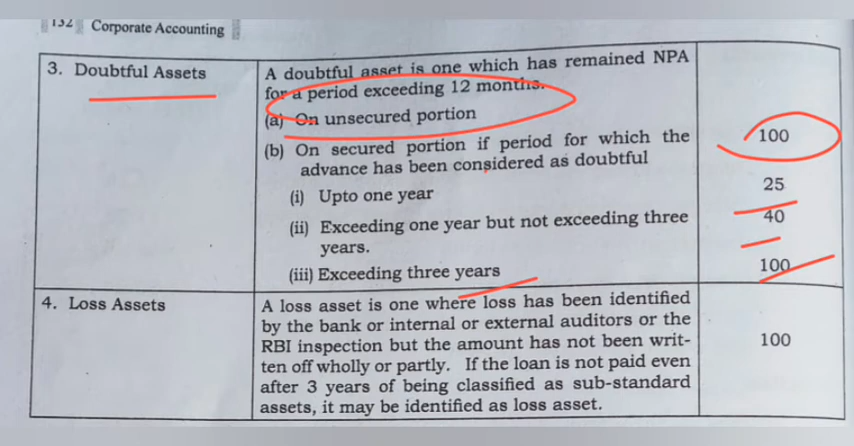 132 Corporate Accounting
3. Doubtful Assets
A doubtful asset is one which has remained NPA
for a period exceeding 12 months.
(a) On unsecured portion
100
(b) On secured portion if period for which the
advance has been considered as doubtful
(i) Upto one year
25
(ii) Exceeding one year but not exceeding three
years.
40
(iii) Exceeding three years
100
4. Loss Assets
A loss asset is one where loss has been identified
by the bank or internal or external auditors or the
RBI inspection but the amount has not been writ-
ten off wholly or partly. If the loan is not paid even
after 3 years of being classified as sub-standard
assets, it may be identified as loss asset.
100